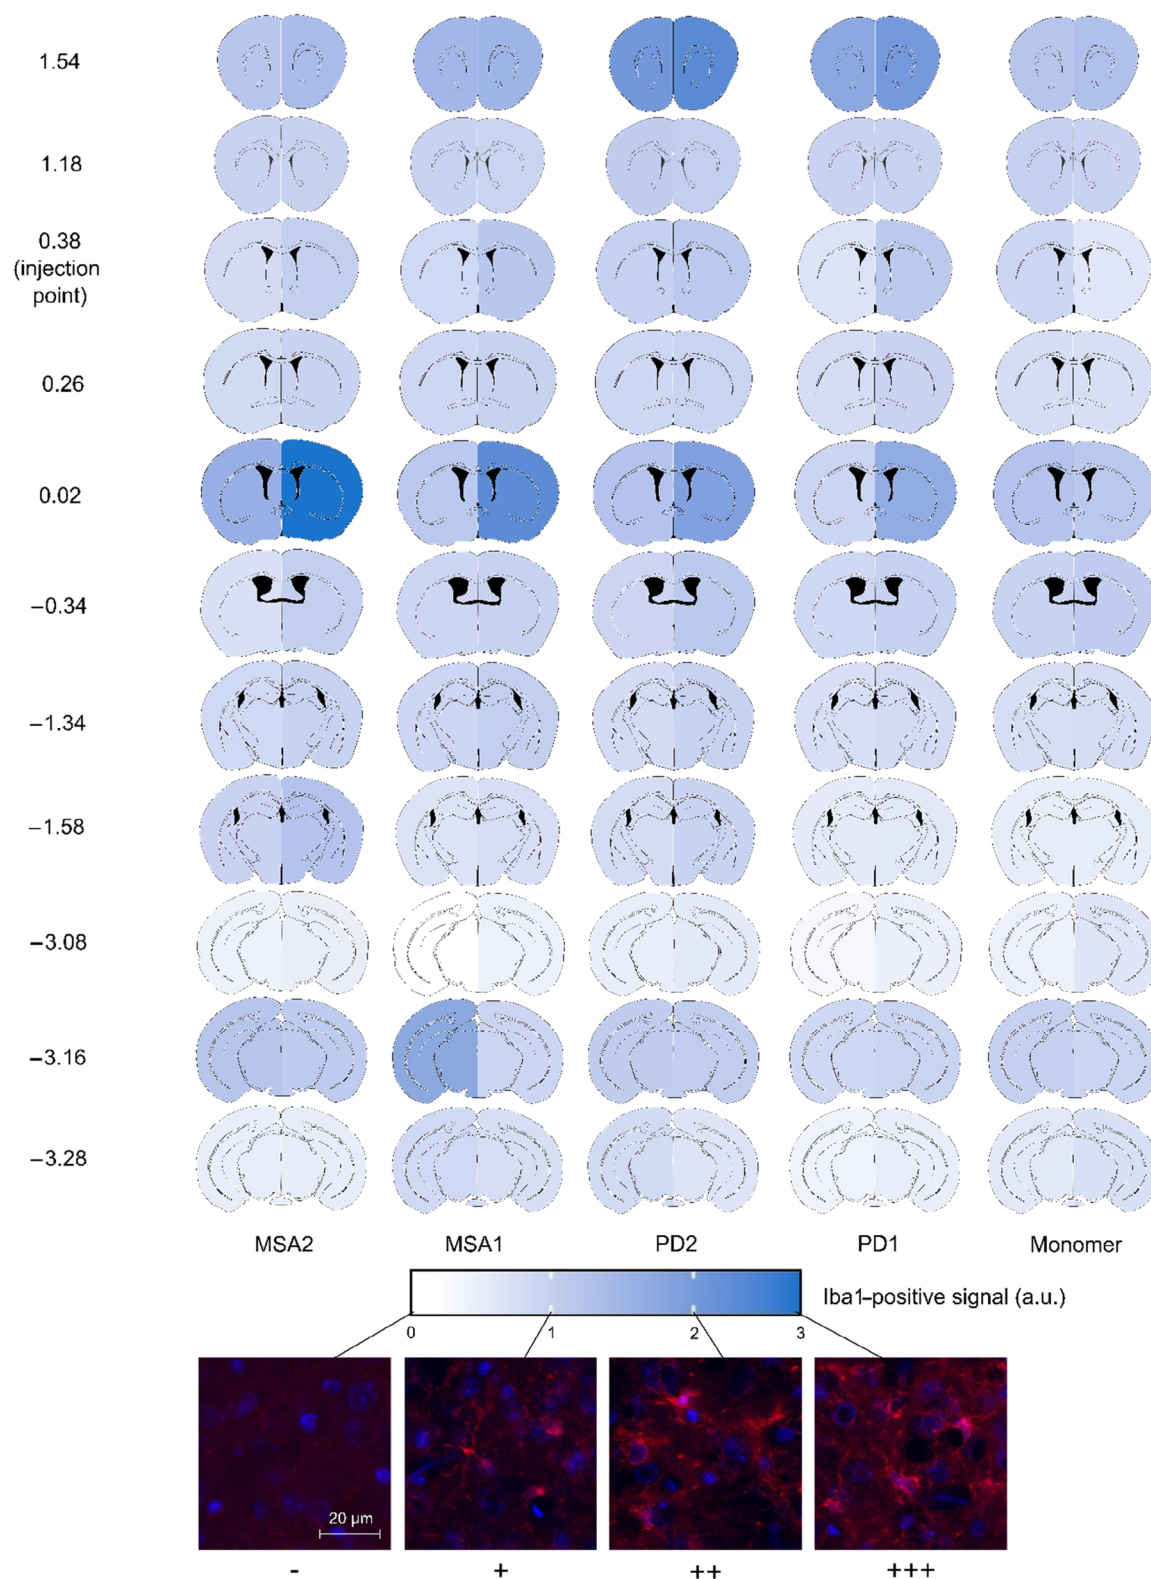 1.54
1.18
0.38
(injection
point)
0.26
0.02
–0.34
–1.34
–1.58
–3.08
–3.16
–3.28
MSA2 MSA1 PD2 PD1 Monomer
Iba1-positive signal (a.u.)
0 1 2 3
20 µm
- + ++ +++